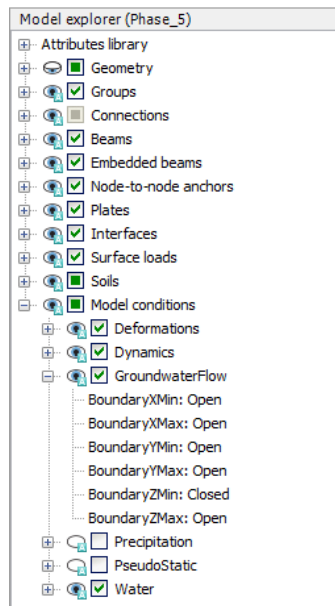 Model explorer (Phase_5)
Attributes library
Geometry
Groups
Connections
Beams
Embedded beams
Node-to-node anchors
Plates
Interfaces
Surface loads
Soils
Model conditions
Deformations
Dynamics
GroundwaterFlow
BoundaryXMin: Open
BoundaryXMax: Open
BoundaryYMin: Open
BoundaryYMax: Open
BoundaryZMin: Closed
BoundaryZMax: Open
Precipitation
PseudoStatic
Water